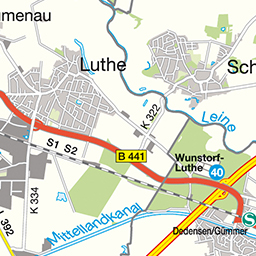 menau
Luthe
Sch
K 322
Leine
S1 S2
B 441
Wunstorf-
Luthe
40
K 334
L 392
Mittellandkanal
S
Dedensen/Gümmer